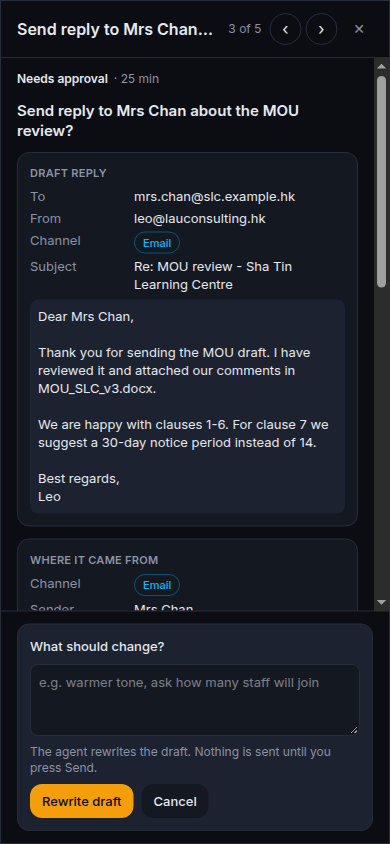 Send reply to Mrs Chan… 3 of 5 ‹ › ✕
Needs approval · 25 min
Send reply to Mrs Chan about the MOU
review?
DRAFT REPLY
To mrs.chan@slc.example.hk
From leo@lauconsulting.hk
Channel Email
Subject Re: MOU review - Sha Tin
Learning Centre
Dear Mrs Chan,
Thank you for sending the MOU draft. I have
reviewed it and attached our comments in
MOU_SLC_v3.docx.
We are happy with clauses 1-6. For clause 7 we
suggest a 30-day notice period instead of 14.
Best regards,
Leo
WHERE IT CAME FROM
Channel Email
Sender Mrs Chan
What should change?
e.g. warmer tone, ask how many staff will join
The agent rewrites the draft. Nothing is sent until you
press Send.
Rewrite draft Cancel